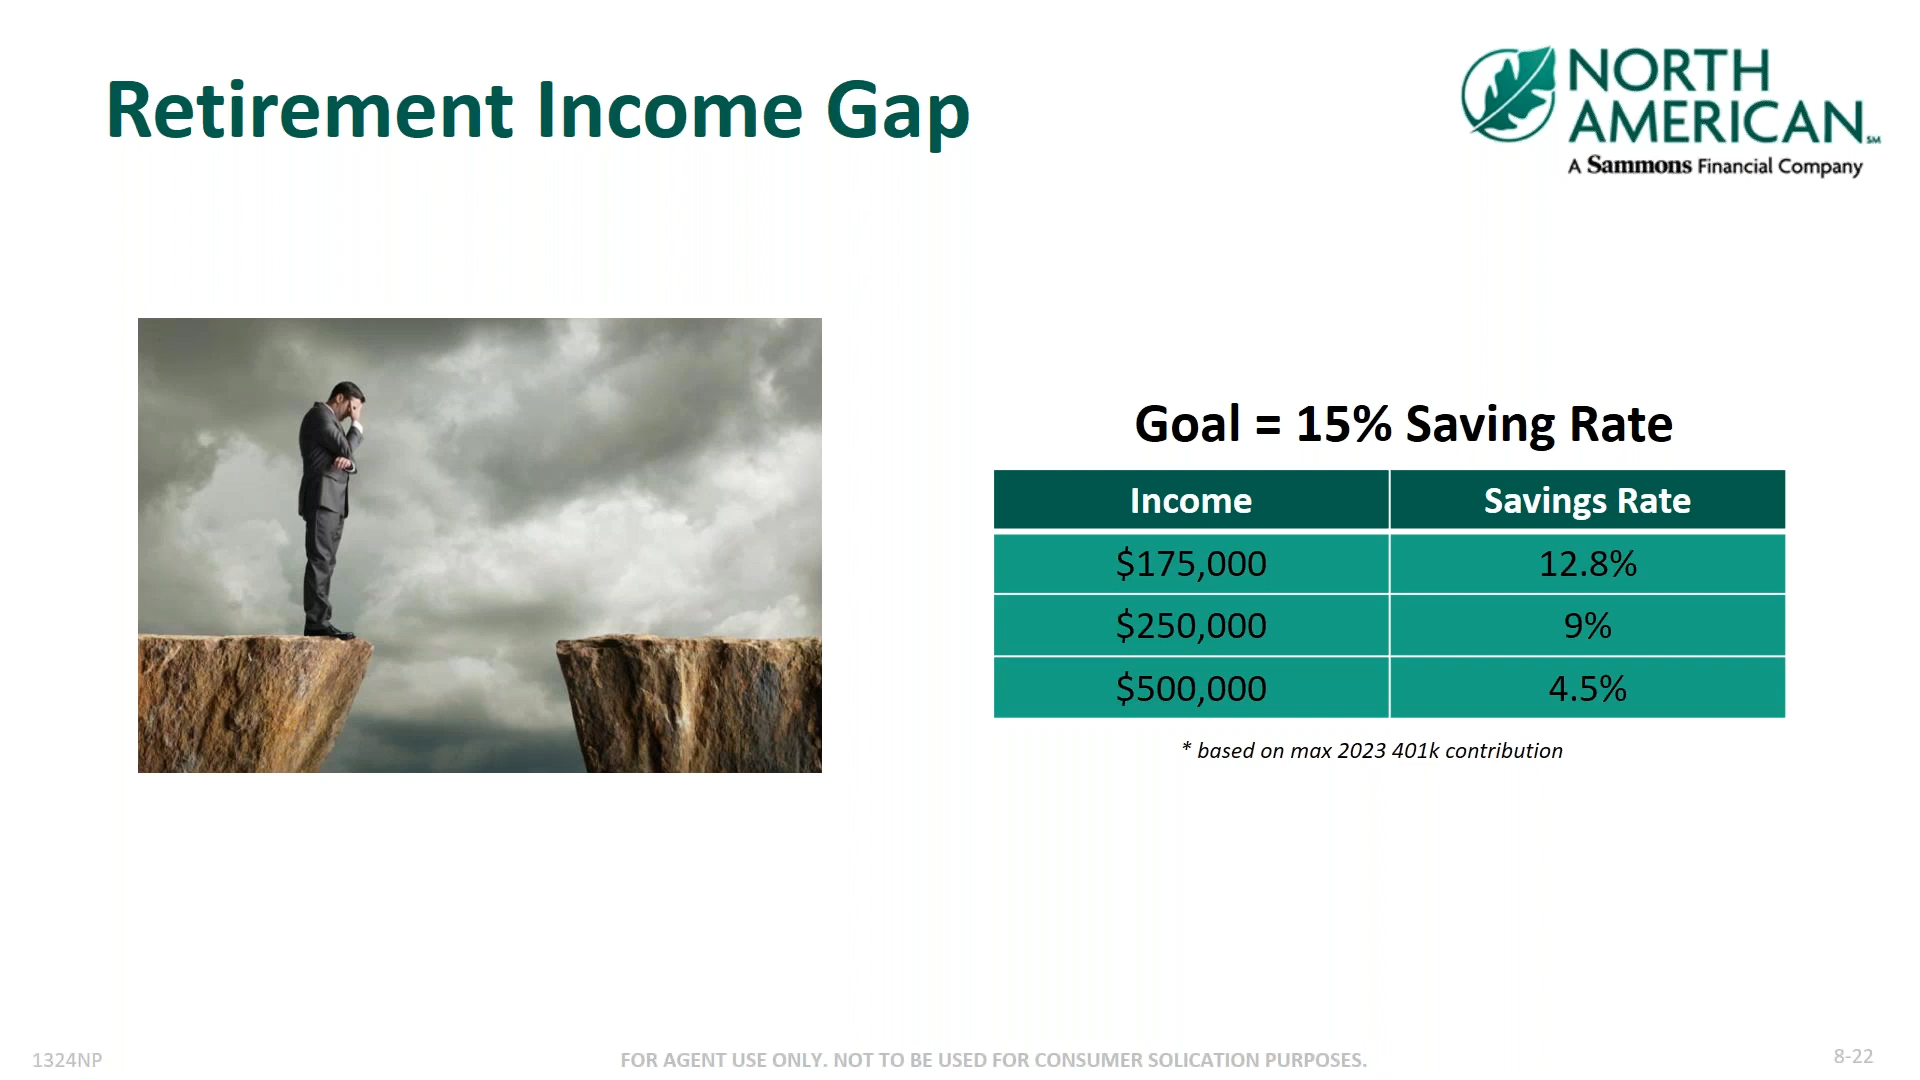 Retirement Income Gap
NORTH
AMERICAN℠
A Sammons Financial Company
Goal = 15% Saving Rate
Income Savings Rate
$175,000 12.8%
$250,000 9%
$500,000 4.5%
* based on max 2023 401k contribution
1324NP
FOR AGENT USE ONLY. NOT TO BE USED FOR CONSUMER SOLICATION PURPOSES.
8-22